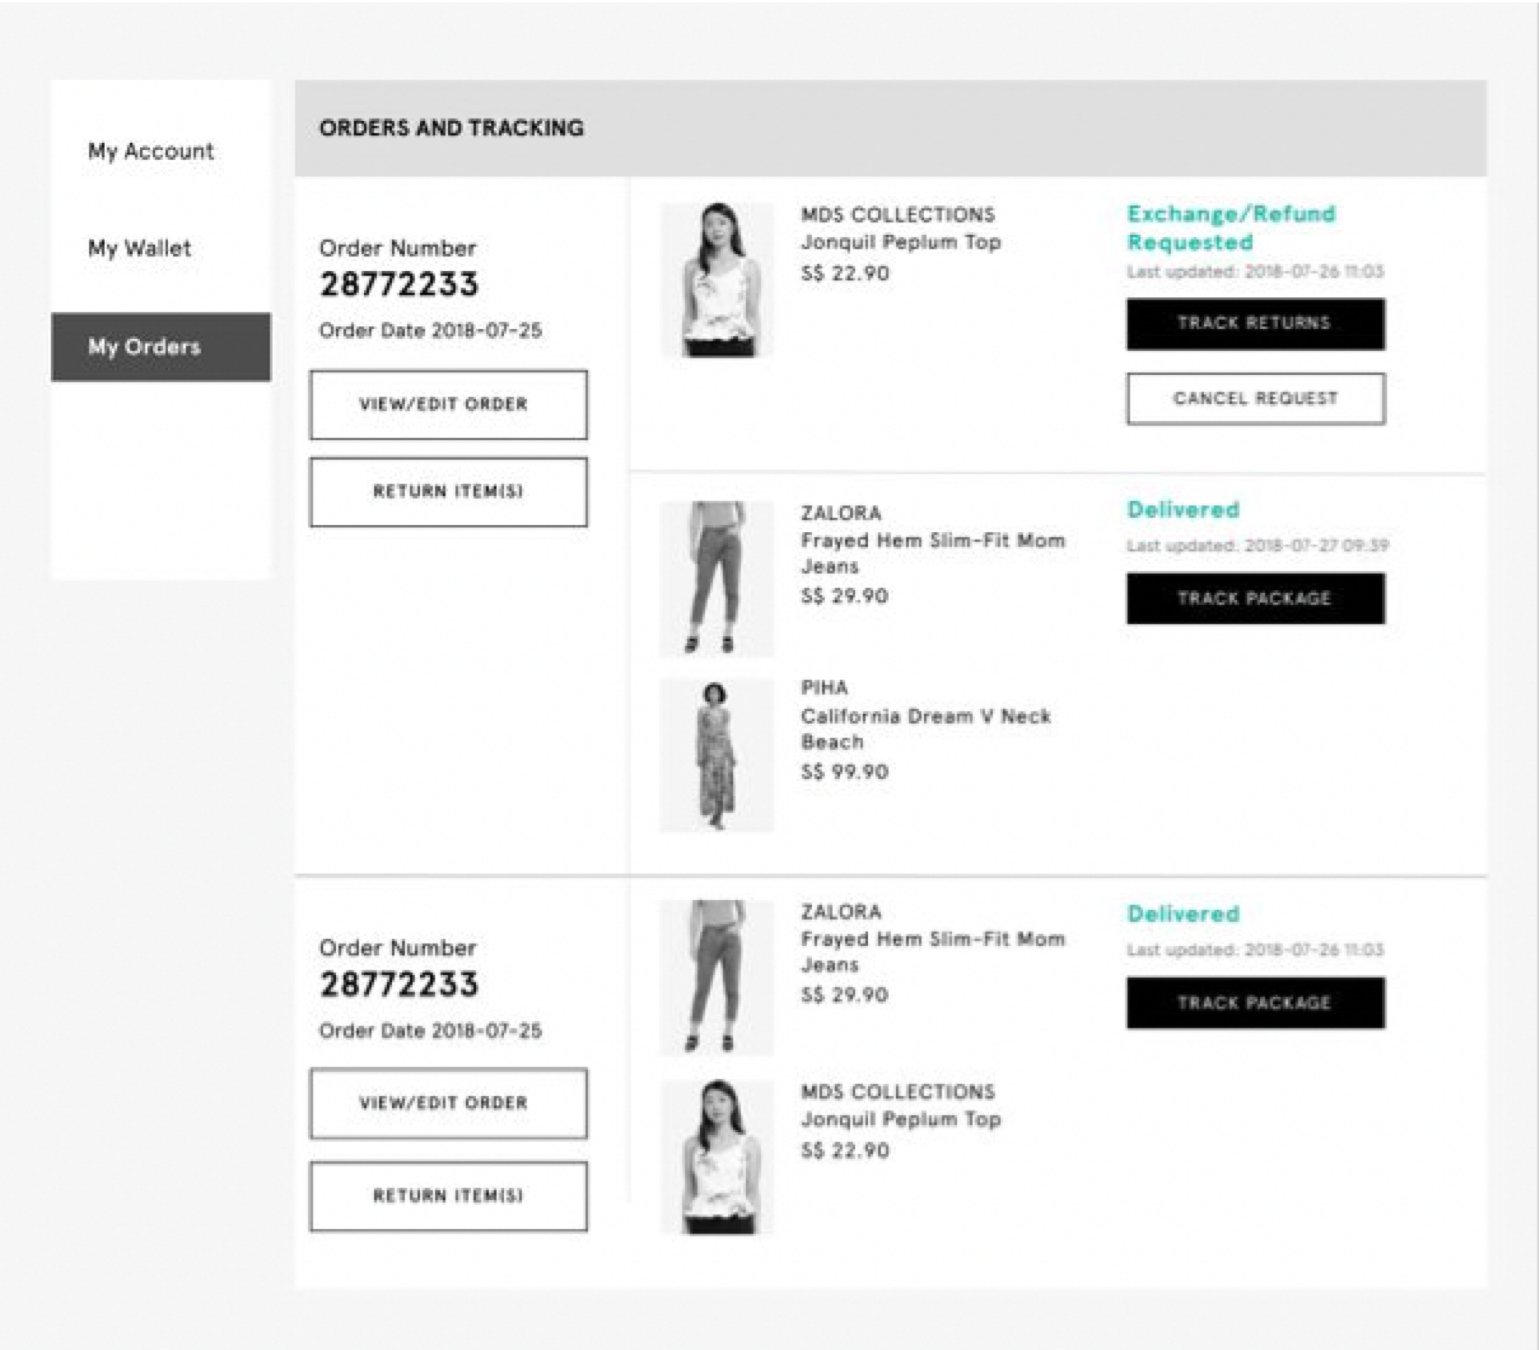 My Account
My Wallet
My Orders
ORDERS AND TRACKING
Order Number
28772233
Order Date 2018-07-25
VIEW/EDIT ORDER
RETURN ITEM(S)
MDS COLLECTIONS
Jonquil Peplum Top
S$ 22.90
Exchange/Refund
Requested
Last updated: 2018-07-26 11:03
TRACK RETURNS
CANCEL REQUEST
ZALORA
Frayed Hem Slim-Fit Mom
Jeans
S$ 29.90
Delivered
Last updated: 2018-07-27 09:39
TRACK PACKAGE
PIHA
California Dream V Neck
Beach
S$ 99.90
Order Number
28772233
Order Date 2018-07-25
VIEW/EDIT ORDER
RETURN ITEM(S)
ZALORA
Frayed Hem Slim-Fit Mom
Jeans
S$ 29.90
Delivered
Last updated: 2018-07-26 11:03
TRACK PACKAGE
MDS COLLECTIONS
Jonquil Peplum Top
S$ 22.90